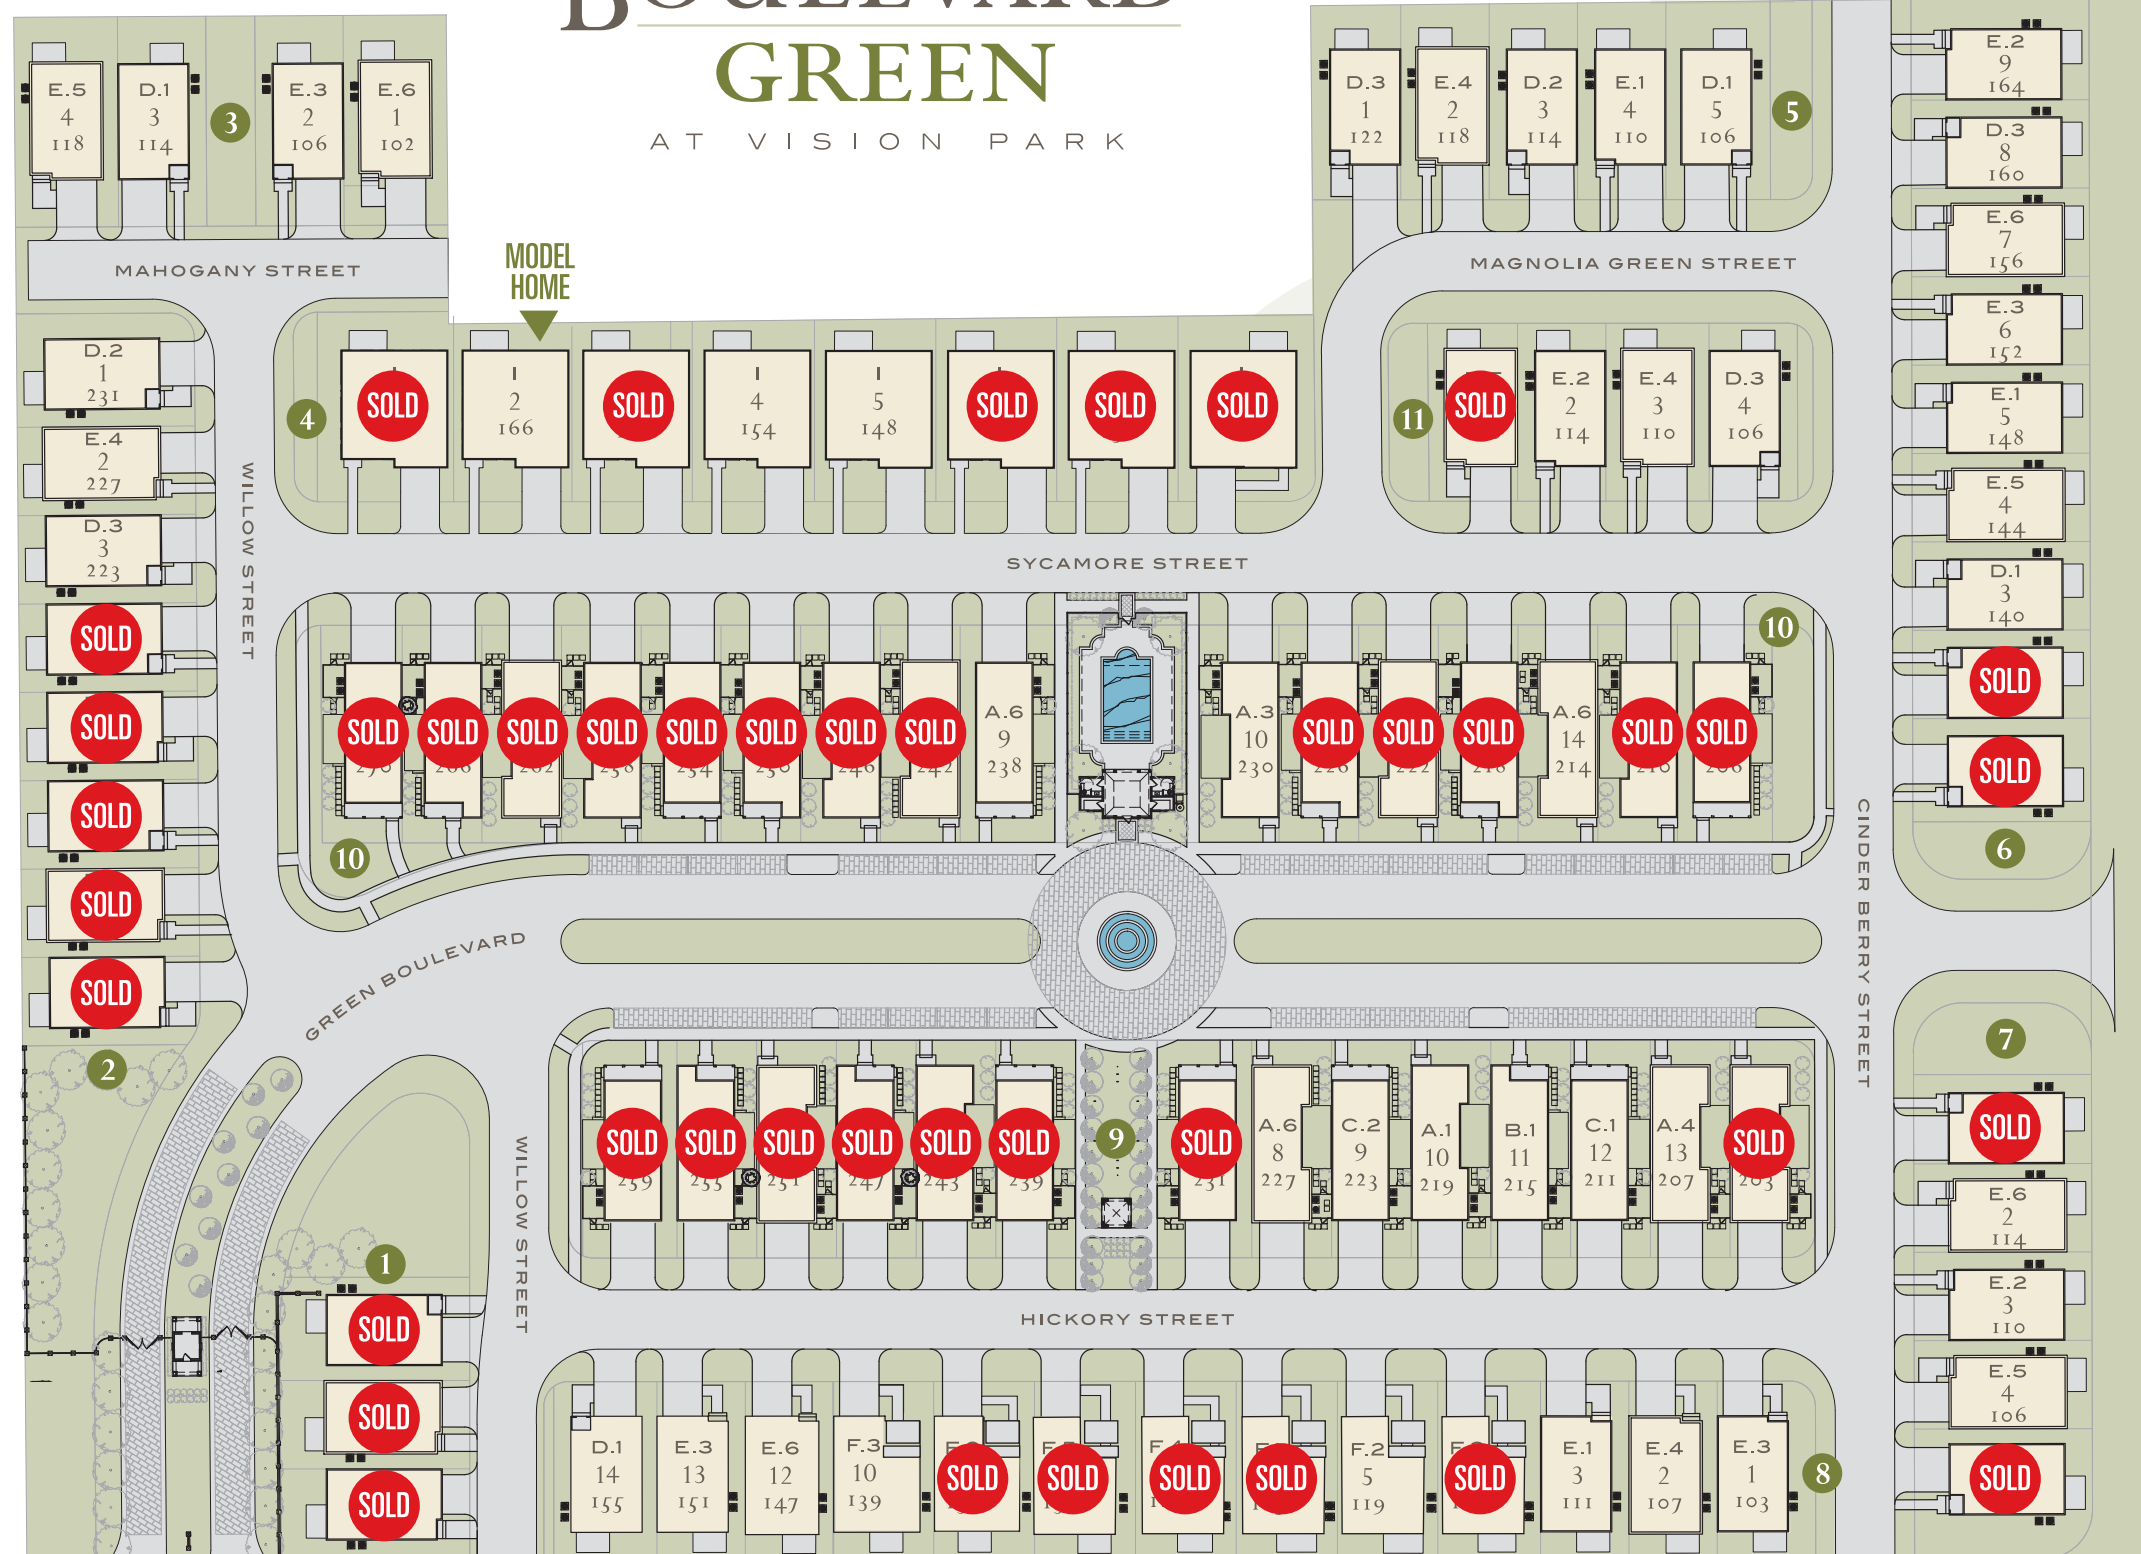 BOULEVARD
GREEN
AT VISION PARK
E.5
4
118
D.1
3
114
3
E.3
2
106
E.6
1
102
D.3
1
122
E.4
2
118
D.2
3
114
E.1
4
110
D.1
5
106
5
E.2
9
164
D.3
8
160
E.6
7
156
E.3
6
152
E.1
5
148
E.5
4
144
D.1
3
140
SOLD
SOLD
6
MAHOGANY STREET
MODEL
HOME
MAGNOLIA GREEN STREET
D.2
1
231
E.4
2
227
D.3
3
223
SOLD
SOLD
SOLD
SOLD
SOLD
2
WILLOW STREET
4
SOLD
I
2
166
SOLD
I
4
154
I
5
148
SOLD
SOLD
SOLD
11
SOLD
E.2
2
114
E.4
3
110
D.3
4
106
SYCAMORE STREET
10
SOLD
SOLD
SOLD
SOLD
SOLD
SOLD
SOLD
SOLD
A.6
9
238
A.3
10
230
SOLD
SOLD
SOLD
A.6
14
214
SOLD
SOLD
10
CINDER BERRY STREET
GREEN BOULEVARD
7
SOLD
E.6
2
114
E.2
3
110
E.5
4
106
SOLD
SOLD
259
SOLD
255
SOLD
251
SOLD
247
SOLD
243
SOLD
239
9
SOLD
231
A.6
8
227
C.2
9
223
A.1
10
219
B.1
11
215
C.1
12
211
A.4
13
207
SOLD
203
WILLOW STREET
1
SOLD
SOLD
SOLD
HICKORY STREET
D.1
14
155
E.3
13
151
E.6
12
147
F.3
10
139
SOLD
SOLD
SOLD
SOLD
F.2
5
119
SOLD
E.1
3
111
E.4
2
107
E.3
1
103
8